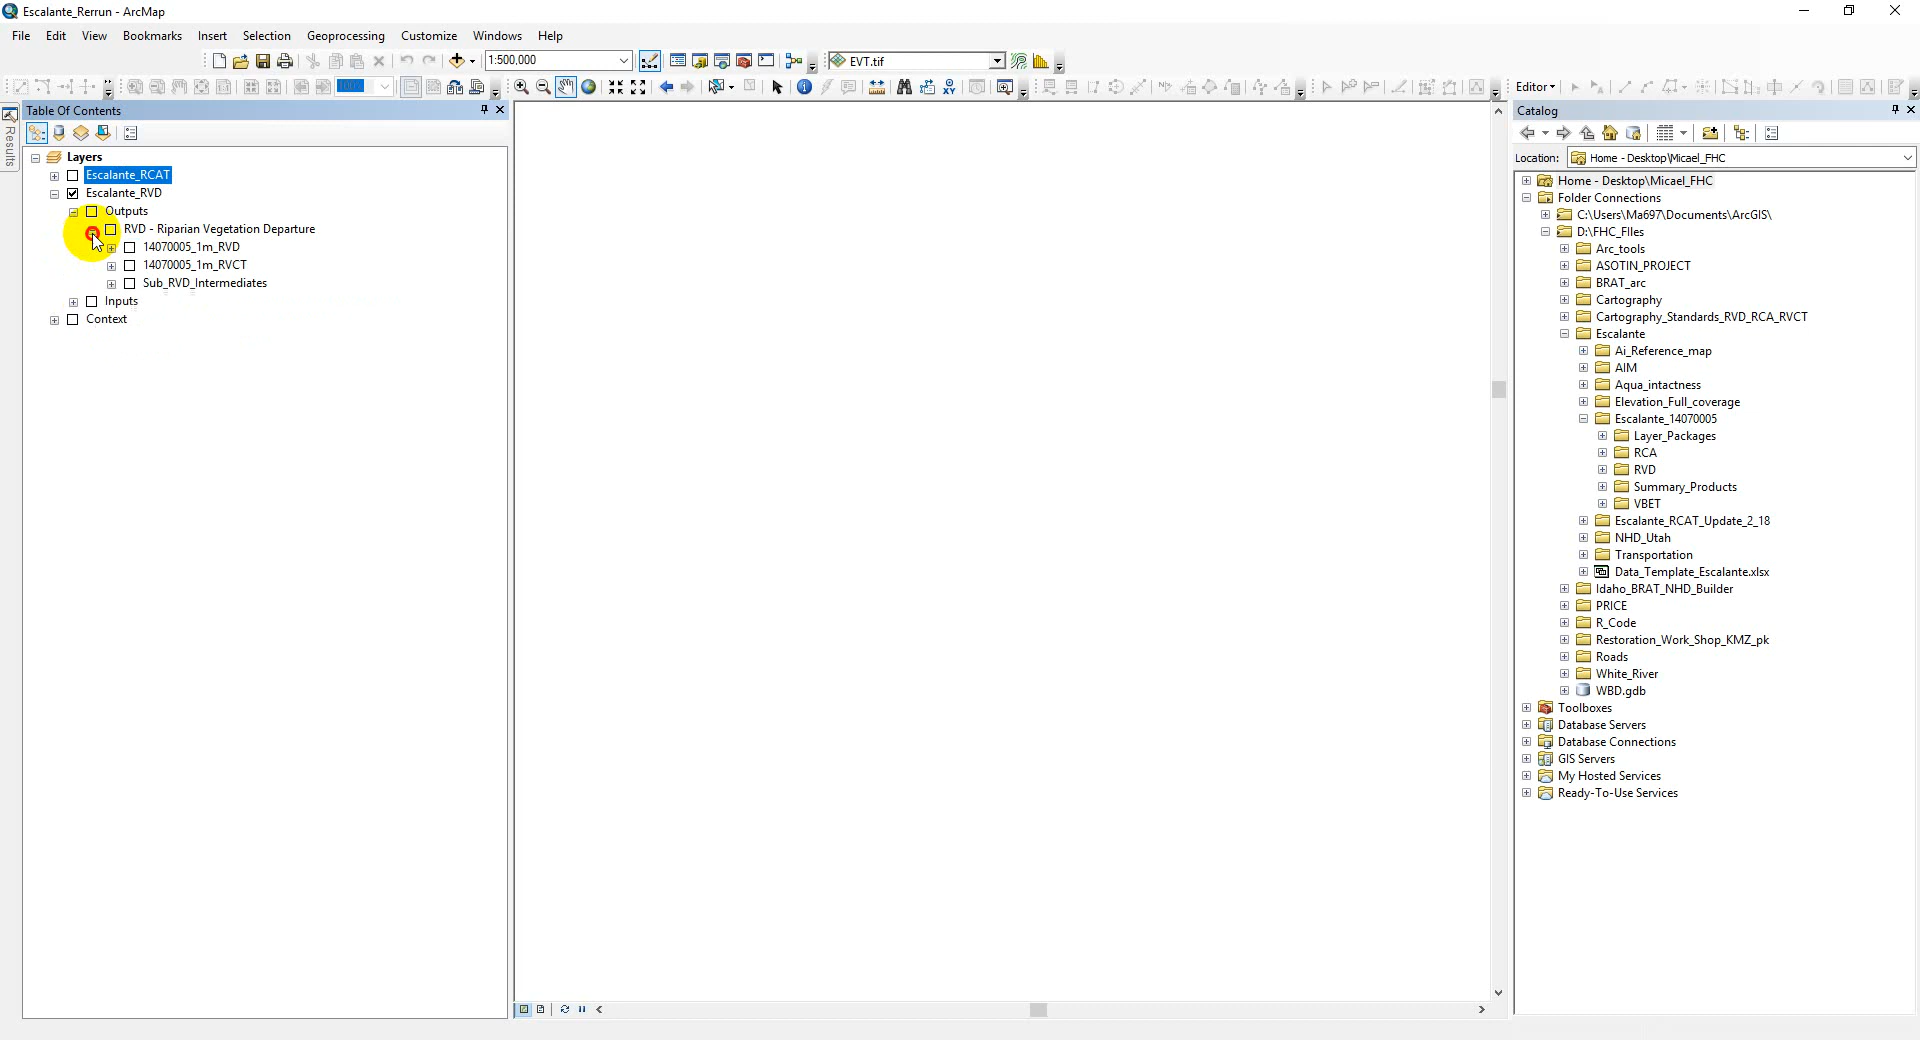 Escalante_Rerrun - ArcMap
File Edit View Bookmarks Insert Selection Geoprocessing Customize Windows Help
1:500,000
EVT.tif
100%
Editor
Table Of Contents
Catalog
Results
Location: Home - Desktop\Micael_FHC
Layers
Escalante_RCAT
Escalante_RVD
Outputs
RVD - Riparian Vegetation Departure
14070005_1m_RVD
14070005_1m_RVCT
Sub_RVD_Intermediates
Inputs
Context
Home - Desktop\Micael_FHC
Folder Connections
C:\Users\Ma697\Documents\ArcGIS\
D:\FHC_FIles
Arc_tools
ASOTIN_PROJECT
BRAT_arc
Cartography
Cartography_Standards_RVD_RCA_RVCT
Escalante
Ai_Reference_map
AIM
Aqua_intactness
Elevation_Full_coverage
Escalante_14070005
Layer_Packages
RCA
RVD
Summary_Products
VBET
Escalante_RCAT_Update_2_18
NHD_Utah
Transportation
Data_Template_Escalante.xlsx
Idaho_BRAT_NHD_Builder
PRICE
R_Code
Restoration_Work_Shop_KMZ_pk
Roads
White_River
WBD.gdb
Toolboxes
Database Servers
Database Connections
GIS Servers
My Hosted Services
Ready-To-Use Services